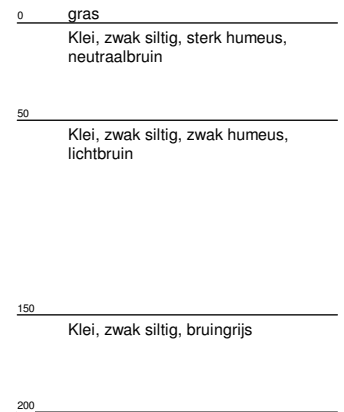 0 gras
Klei, zwak siltig, sterk humeus,
neutraalbruin
50
Klei, zwak siltig, zwak humeus,
lichtbruin
150
Klei, zwak siltig, bruingrijs
200